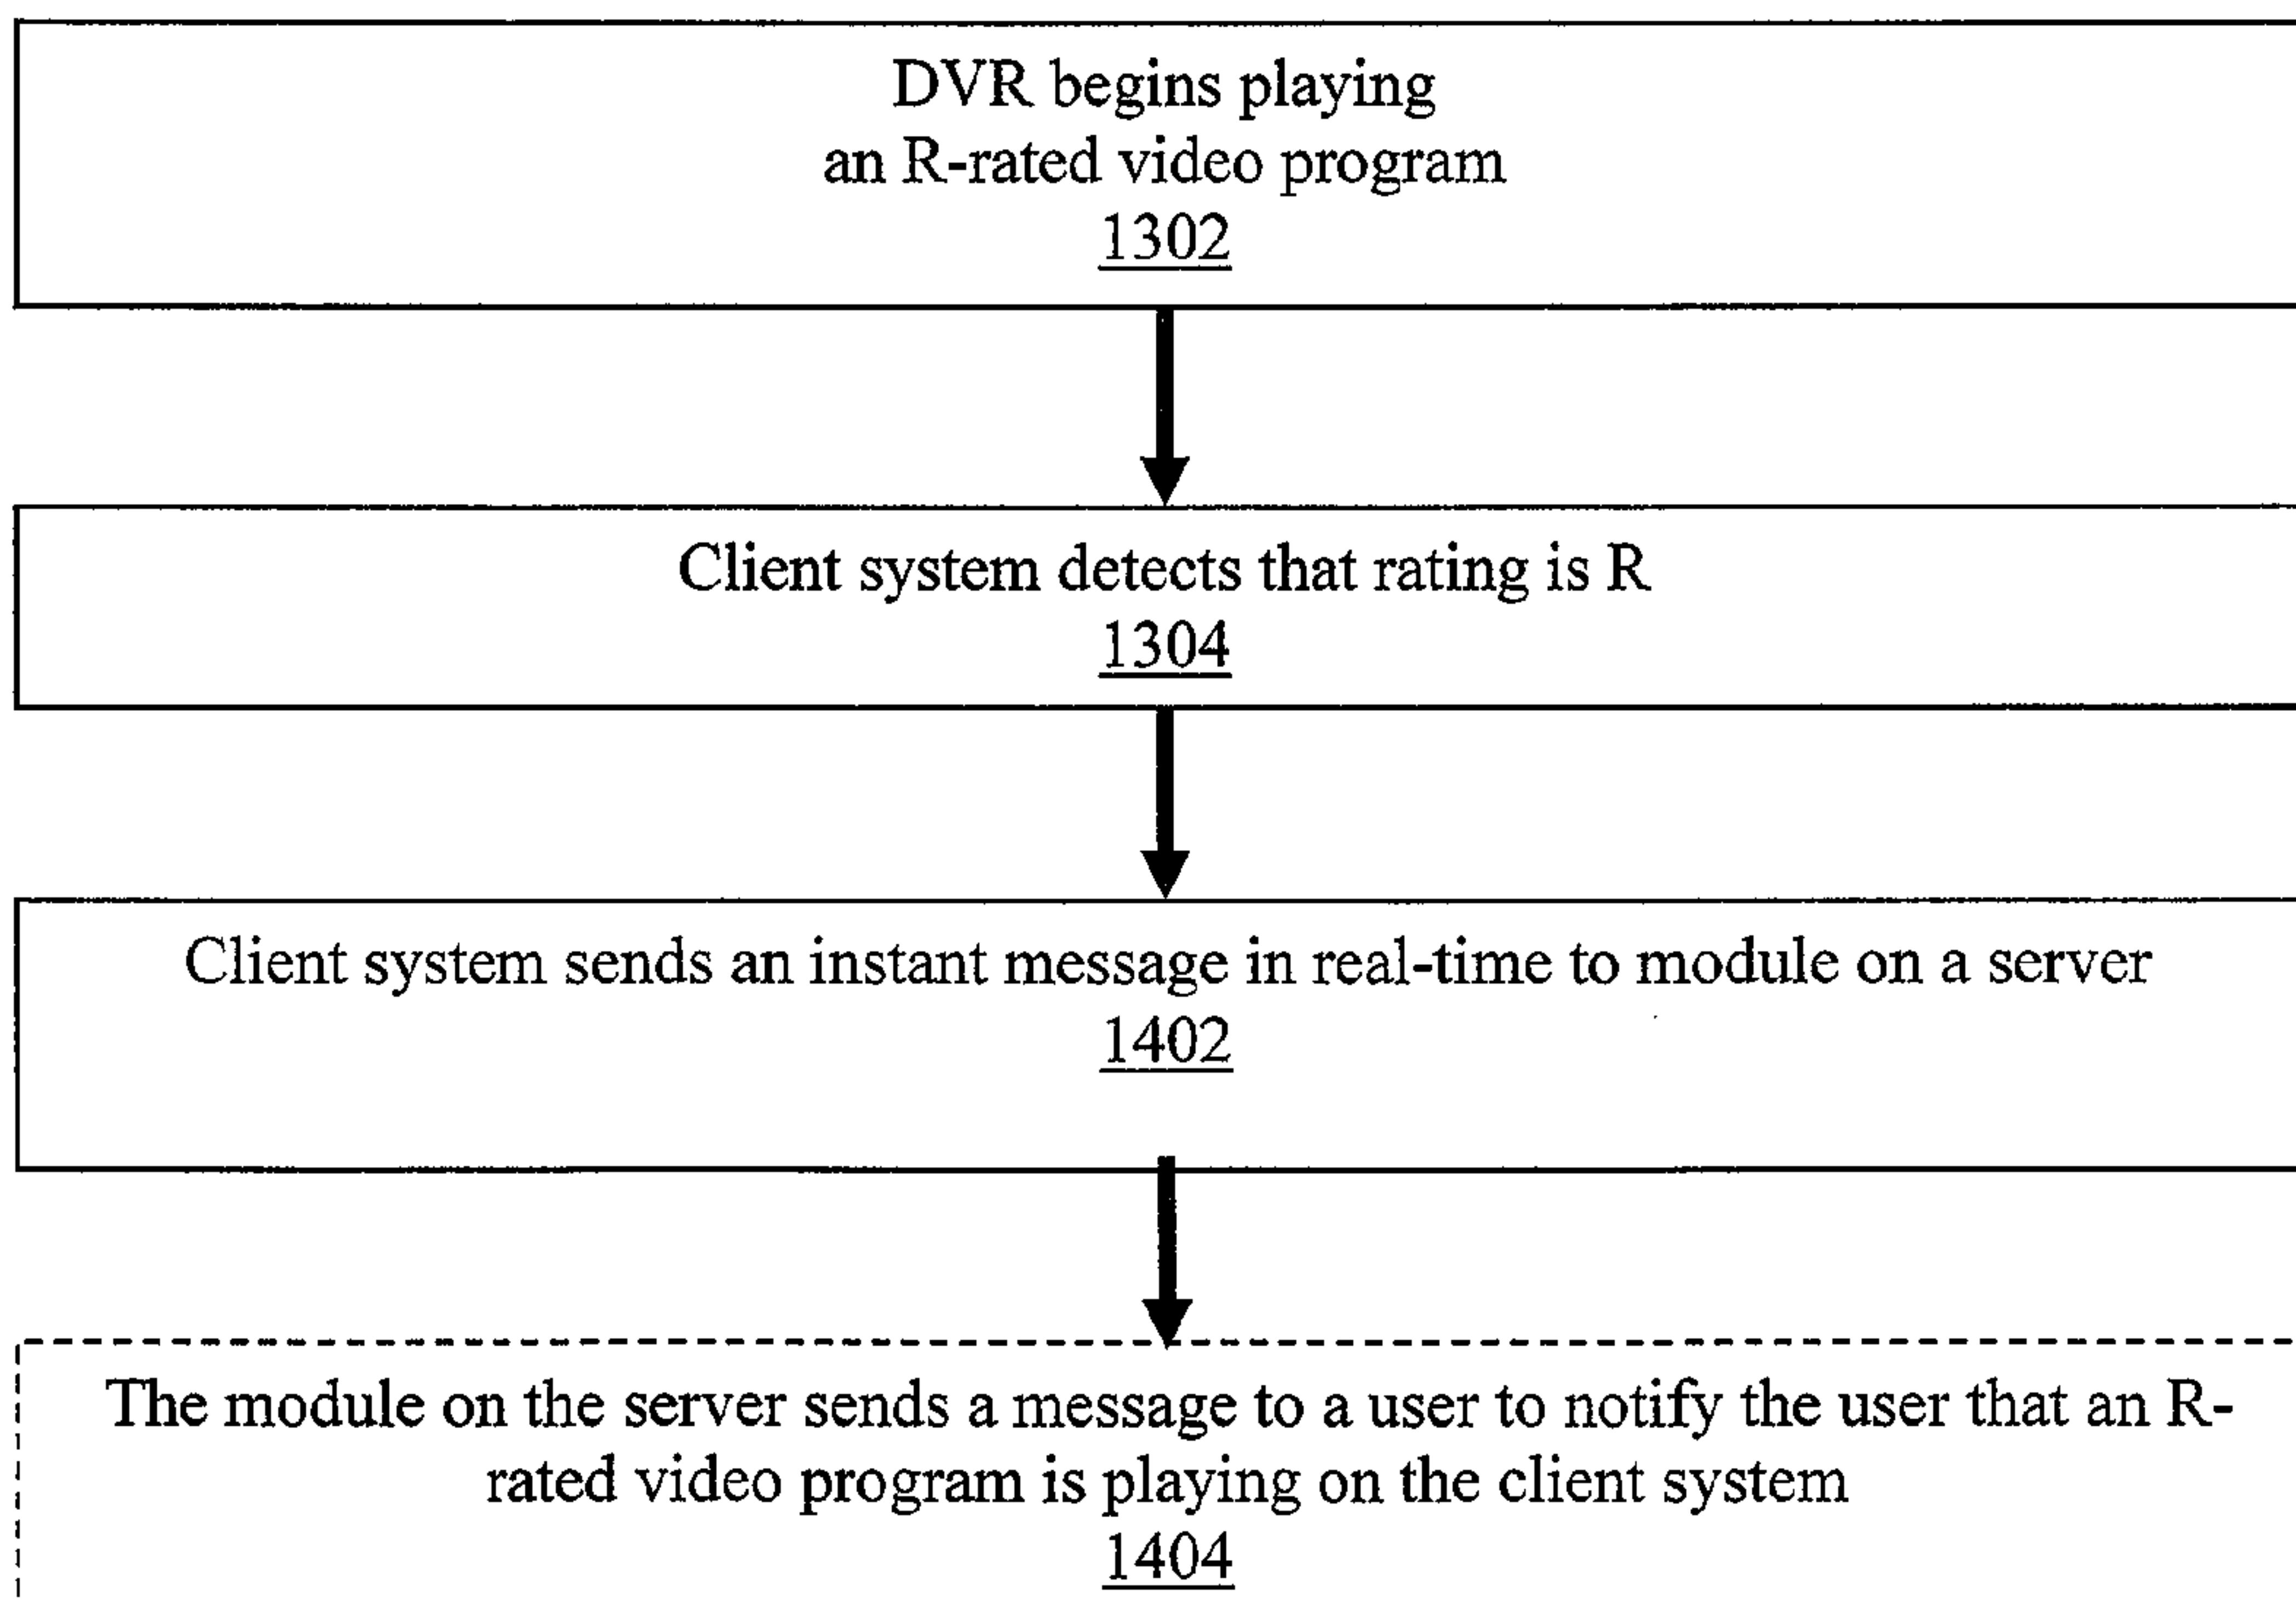 DVR begins playing
an R-rated video program
1302
Client system detects that rating is R
1304
Client system sends an instant message in real-time to module on a server
1402
The module on the server sends a message to a user to notify the user that an R-
rated video program is playing on the client system
1404